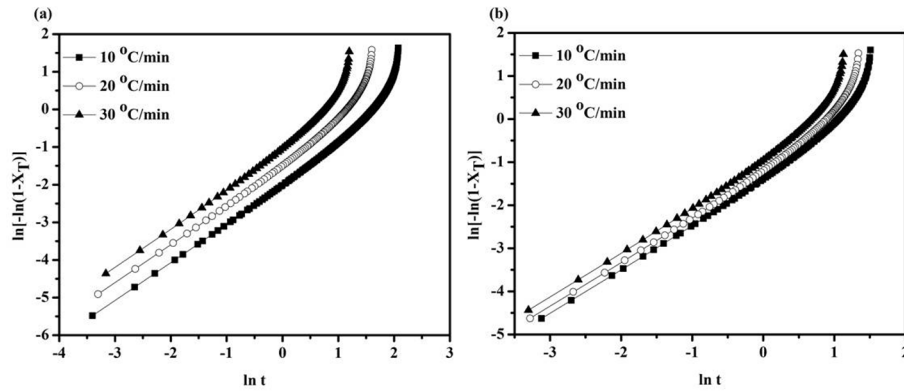 (a)
2
1
0
-1
-2
-3
-4
-5
-6
ln[-ln(1-X_T)]
10 °C/min
20 °C/min
30 °C/min
-4 -3 -2 -1 0 1 2 3
ln t
(b)
2
1
0
-1
-2
-3
-4
-5
ln[-ln(1-X_T)]
10 °C/min
20 °C/min
30 °C/min
-3 -2 -1 0 1 2
ln t